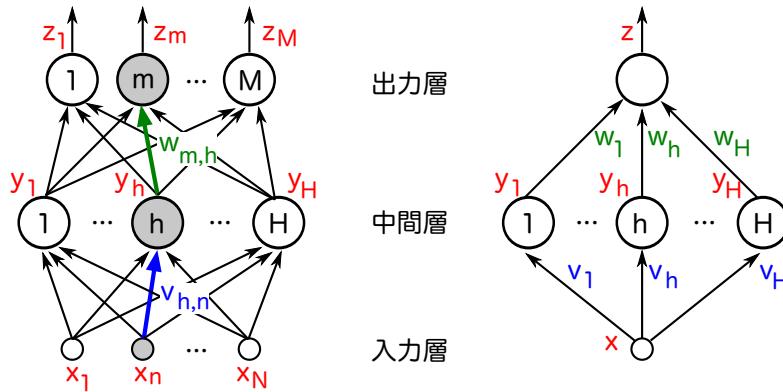 z1 zm zM z
1 m ... M 出力層
wm,h w1 wh wH
y1 yh yH y1 yh yH
1 ... h ... H 中間層 1 ... h ... H
vh,n v1 vh vH
x
... 入力層
x1 xn xN